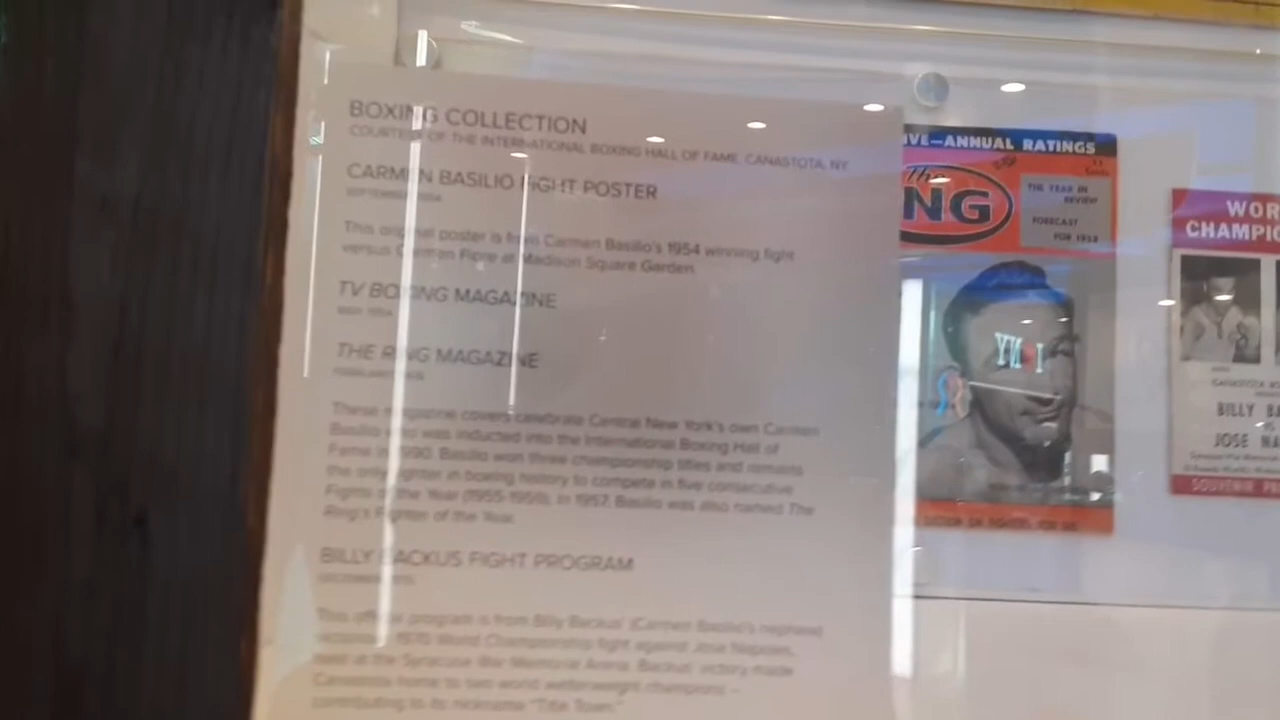 BOXING COLLECTION
COURTESY OF THE INTERNATIONAL BOXING HALL OF FAME, CANASTOTA, NY
CARMEN BASILIO FIGHT POSTER
SEPTEMBER 1954
This original poster is from Carmen Basilio's 1954 winning fight
versus Carman Fiore at Madison Square Garden.
TV BOXING MAGAZINE
THE RING MAGAZINE
These magazine covers celebrate Central New York's own Carmen
Basilio who was inducted into the International Boxing Hall of
Fame in 1990. Basilio won three championship titles and remains
the only fighter in boxing history to compete in five consecutive
Fights of the Year (1955-1959). In 1957, Basilio was also named The
Ring's Fighter of the Year.
BILLY BACKUS FIGHT PROGRAM
This official program is from Billy Backus' (Carmen Basilio's nephew)
1970 World Championship fight against Jose Napoles,
held at the Syracuse War Memorial Arena. Backus' victory made
Canastota home to two world welterweight champions –
contributing to its nickname "Title Town."
IVE—ANNUAL RATINGS
The
NG
THE YEAR IN
REVIEW
FORECAST
FOR 1958
WOR
CHAMPIO
BILLY BA
VS
JOSE NA
SOUVENIR PR